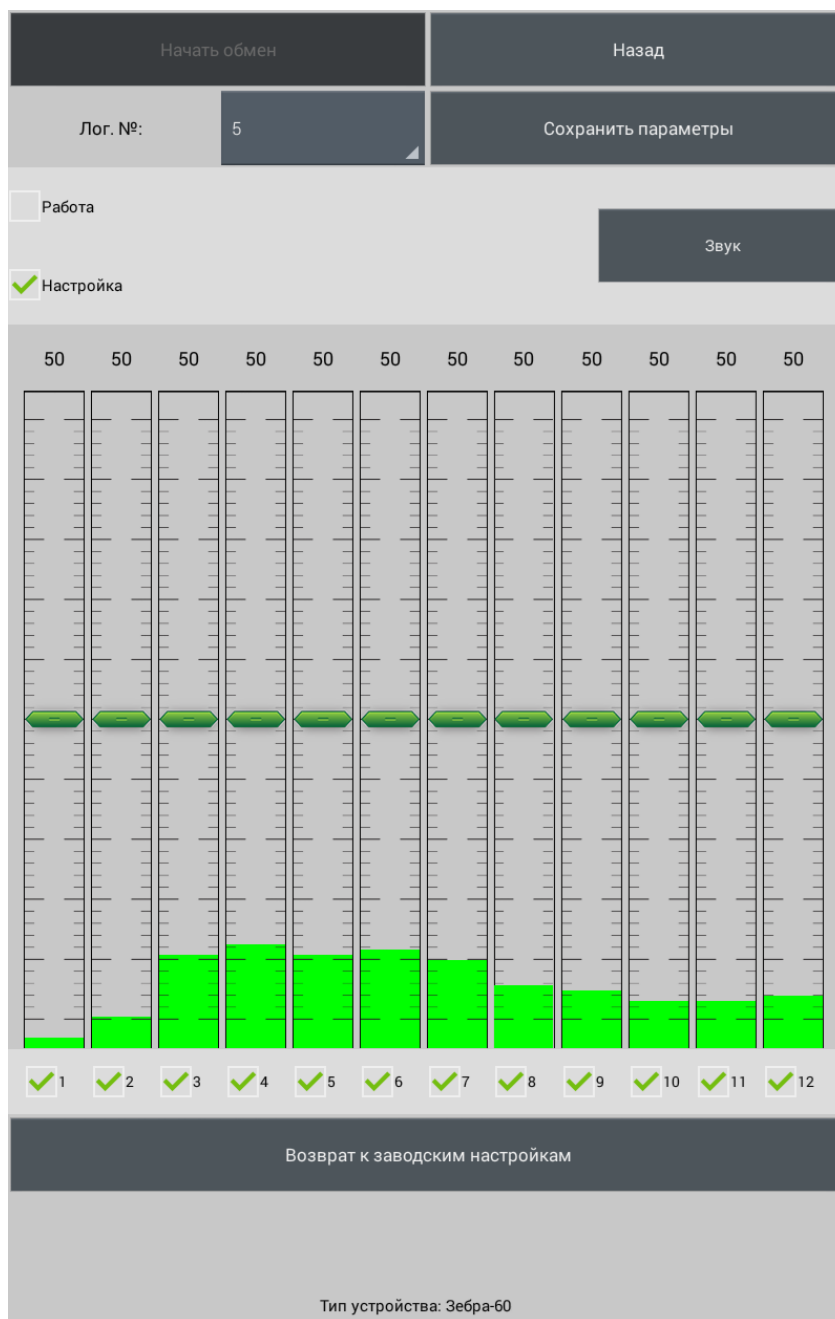 Начать обмен
Назад
Лог. №:
5
Сохранить параметры
Работа
Звук
Настройка
50 50 50 50 50 50 50 50 50 50 50 50
1 2 3 4 5 6 7 8 9 10 11 12
Возврат к заводским настройкам
Тип устройства: Зебра-60